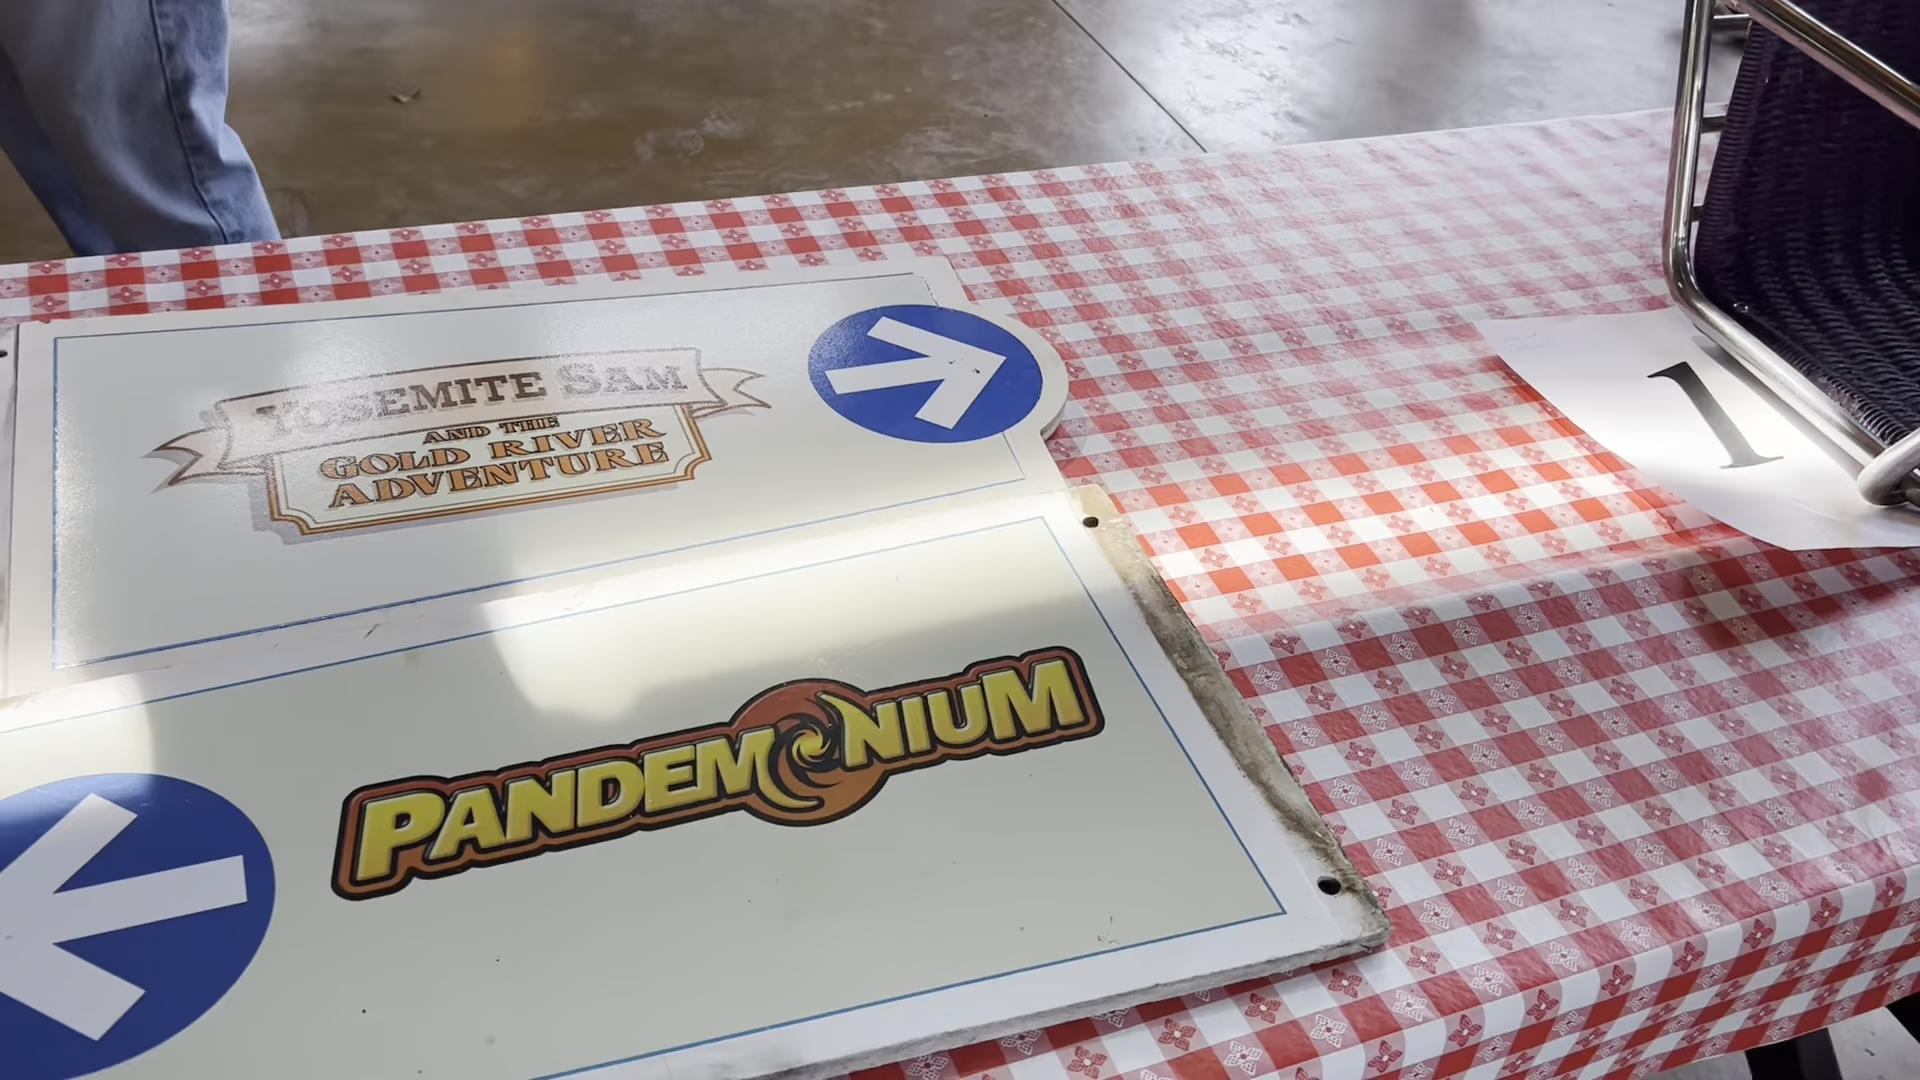 YOSEMITE SAM
AND THE
GOLD RIVER
ADVENTURE
PANDEMONIUM
1